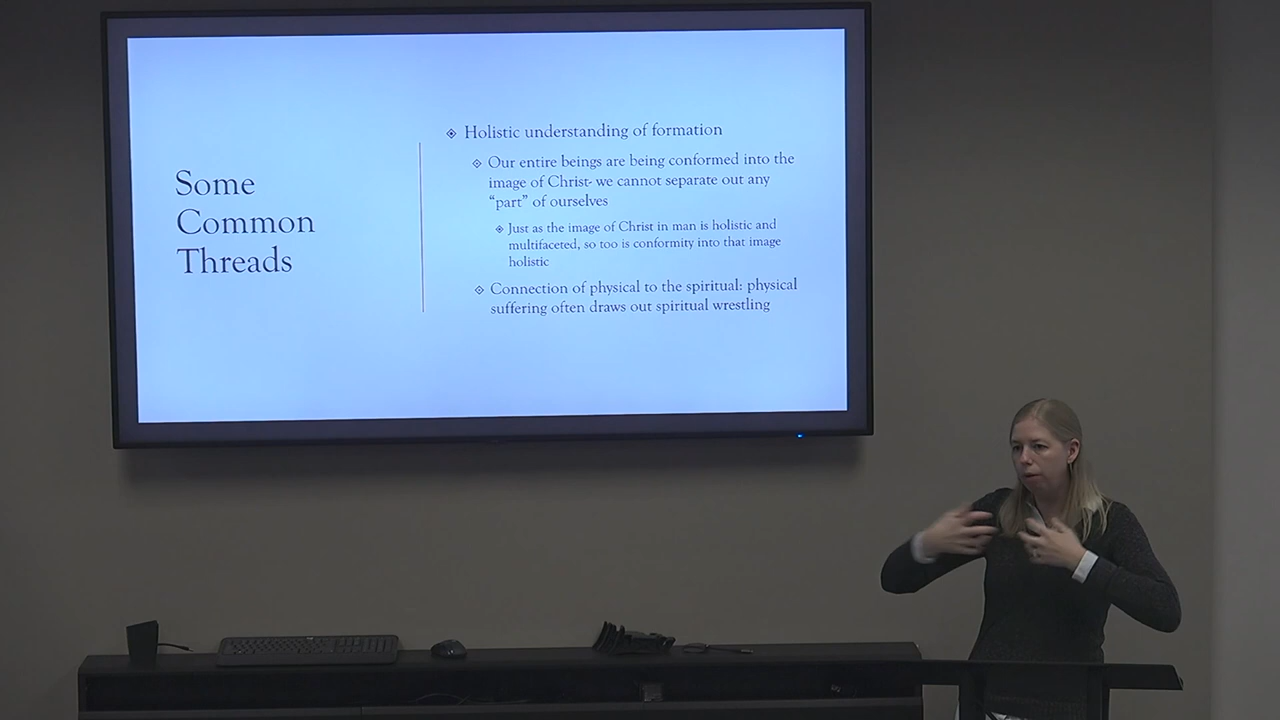 Some
Common
Threads
Holistic understanding of formation
Our entire beings are being conformed into the
image of Christ- we cannot separate out any
“part” of ourselves
Just as the image of Christ in man is holistic and
multifaceted, so too is conformity into that image
holistic
Connection of physical to the spiritual: physical
suffering often draws out spiritual wrestling